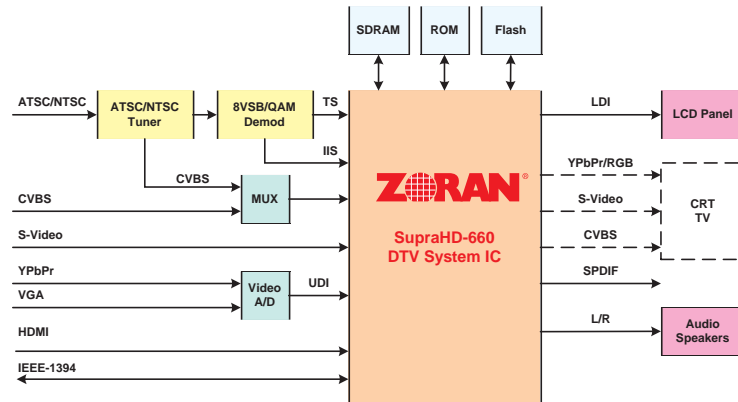 SDRAM
ROM
Flash
ATSC/NTSC
ATSC/NTSC
Tuner
8VSB/QAM
Demod
TS
IIS
CVBS
CVBS
MUX
S-Video
YPbPr
VGA
Video
A/D
UDI
HDMI
IEEE-1394
ZORAN®
SupraHD-660
DTV System IC
LDI
LCD Panel
YPbPr/RGB
S-Video
CVBS
CRT
TV
SPDIF
L/R
Audio
Speakers